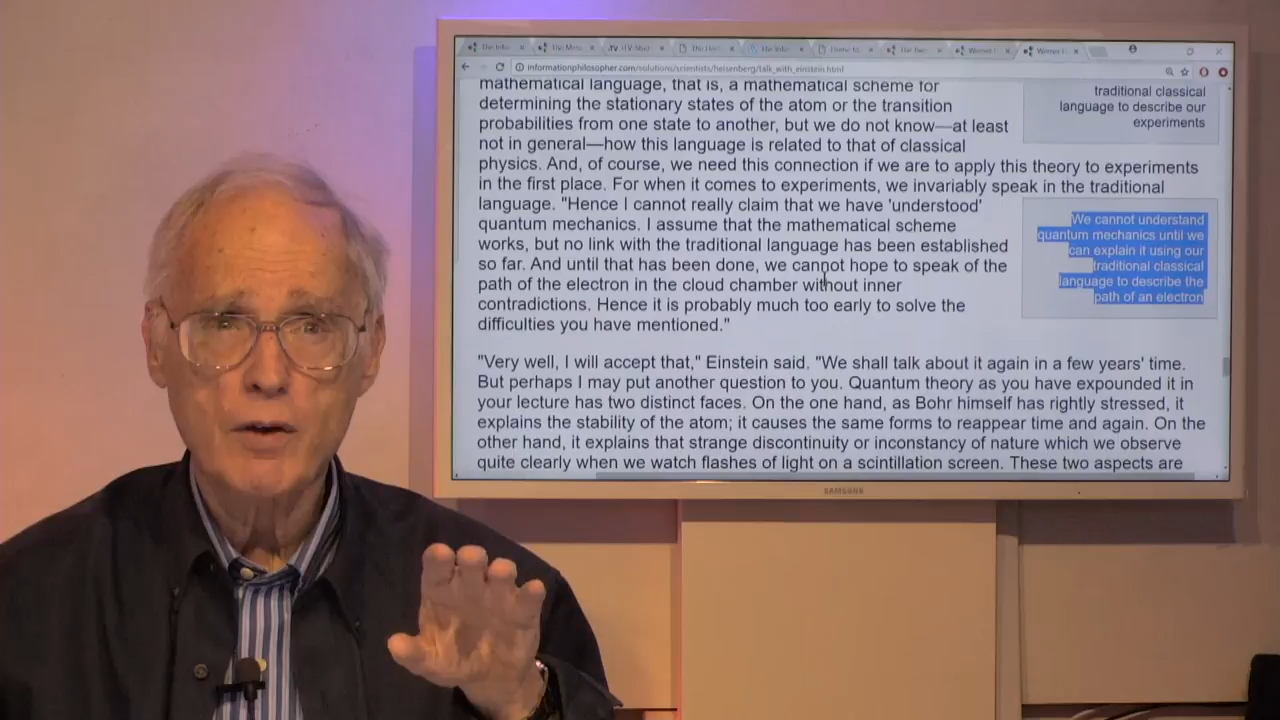 informationphilosopher.com/solutions/scientists/heisenberg/talk_with_einstein.html
mathematical language, that is, a mathematical scheme for
determining the stationary states of the atom or the transition
probabilities from one state to another, but we do not know—at least
not in general—how this language is related to that of classical
physics. And, of course, we need this connection if we are to apply this theory to experiments
in the first place. For when it comes to experiments, we invariably speak in the traditional
language. "Hence I cannot really claim that we have 'understood'
quantum mechanics. I assume that the mathematical scheme
works, but no link with the traditional language has been established
so far. And until that has been done, we cannot hope to speak of the
path of the electron in the cloud chamber without inner
contradictions. Hence it is probably much too early to solve the
difficulties you have mentioned."
traditional classical
language to describe our
experiments
We cannot understand
quantum mechanics until we
can explain it using our
traditional classical
language to describe the
path of an electron
"Very well, I will accept that," Einstein said. "We shall talk about it again in a few years' time.
But perhaps I may put another question to you. Quantum theory as you have expounded it in
your lecture has two distinct faces. On the one hand, as Bohr himself has rightly stressed, it
explains the stability of the atom; it causes the same forms to reappear time and again. On the
other hand, it explains that strange discontinuity or inconstancy of nature which we observe
quite clearly when we watch flashes of light on a scintillation screen. These two aspects are
SAMSUNG